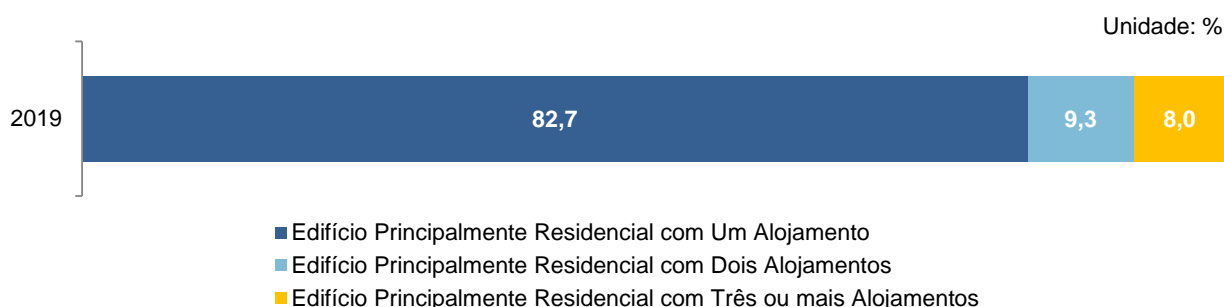 Unidade: %
2019
82,7 9,3 8,0
Edifício Principalmente Residencial com Um Alojamento
Edifício Principalmente Residencial com Dois Alojamentos
Edifício Principalmente Residencial com Três ou mais Alojamentos